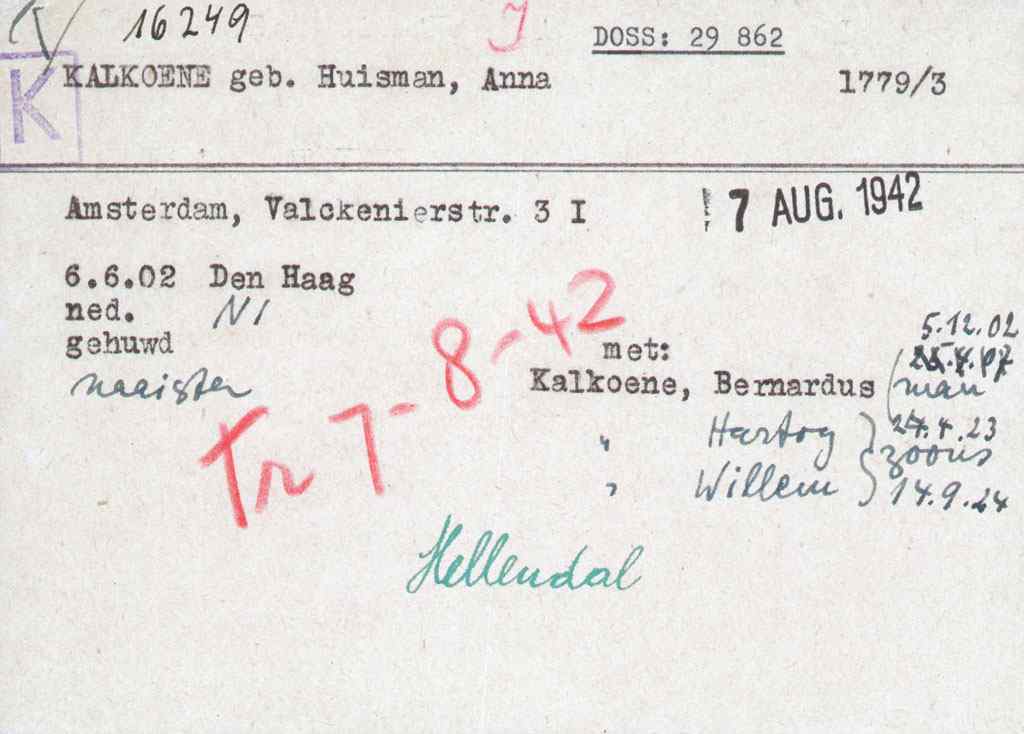 16249
J
DOSS: 29 862
K
KALKOENE geb. Huisman, Anna 1779/3
Amsterdam, Valckenierstr. 3 I
7 AUG. 1942
6.6.02 Den Haag
ned. NI
gehuwd
naaister
Tr 7-8-42
met:
5.12.02
Kalkoene, Bernardus man
" Hartog 24.4.23
zoons
" Willem 14.9.24
Hellendal